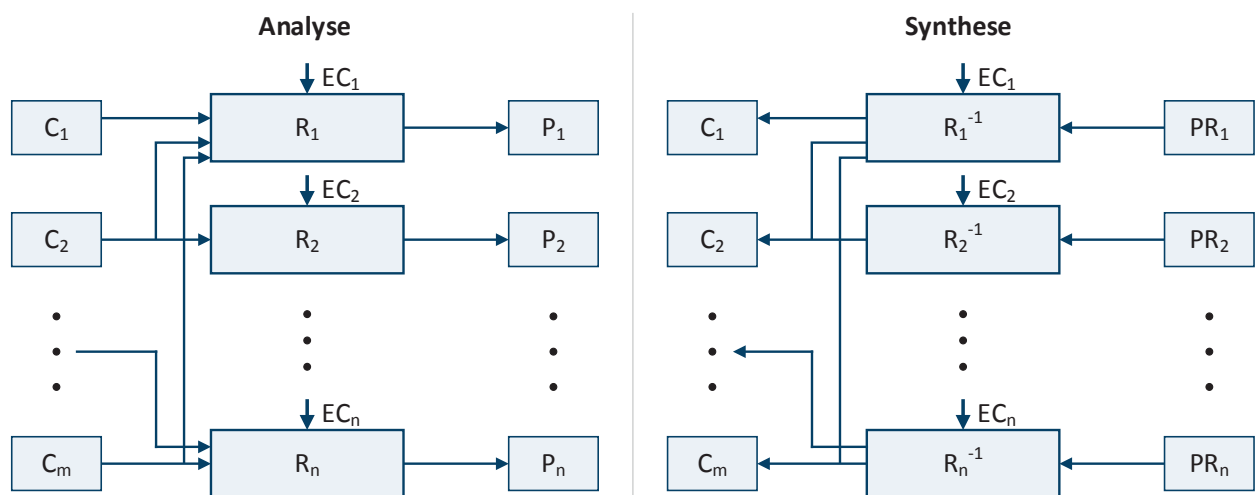 Analyse
EC₁
C₁
R₁
P₁
EC₂
C₂
R₂
P₂
ECₙ
Cₘ
Rₙ
Pₙ
Synthese
EC₁
C₁
R₁⁻¹
PR₁
EC₂
C₂
R₂⁻¹
PR₂
ECₙ
Cₘ
Rₙ⁻¹
PRₙ